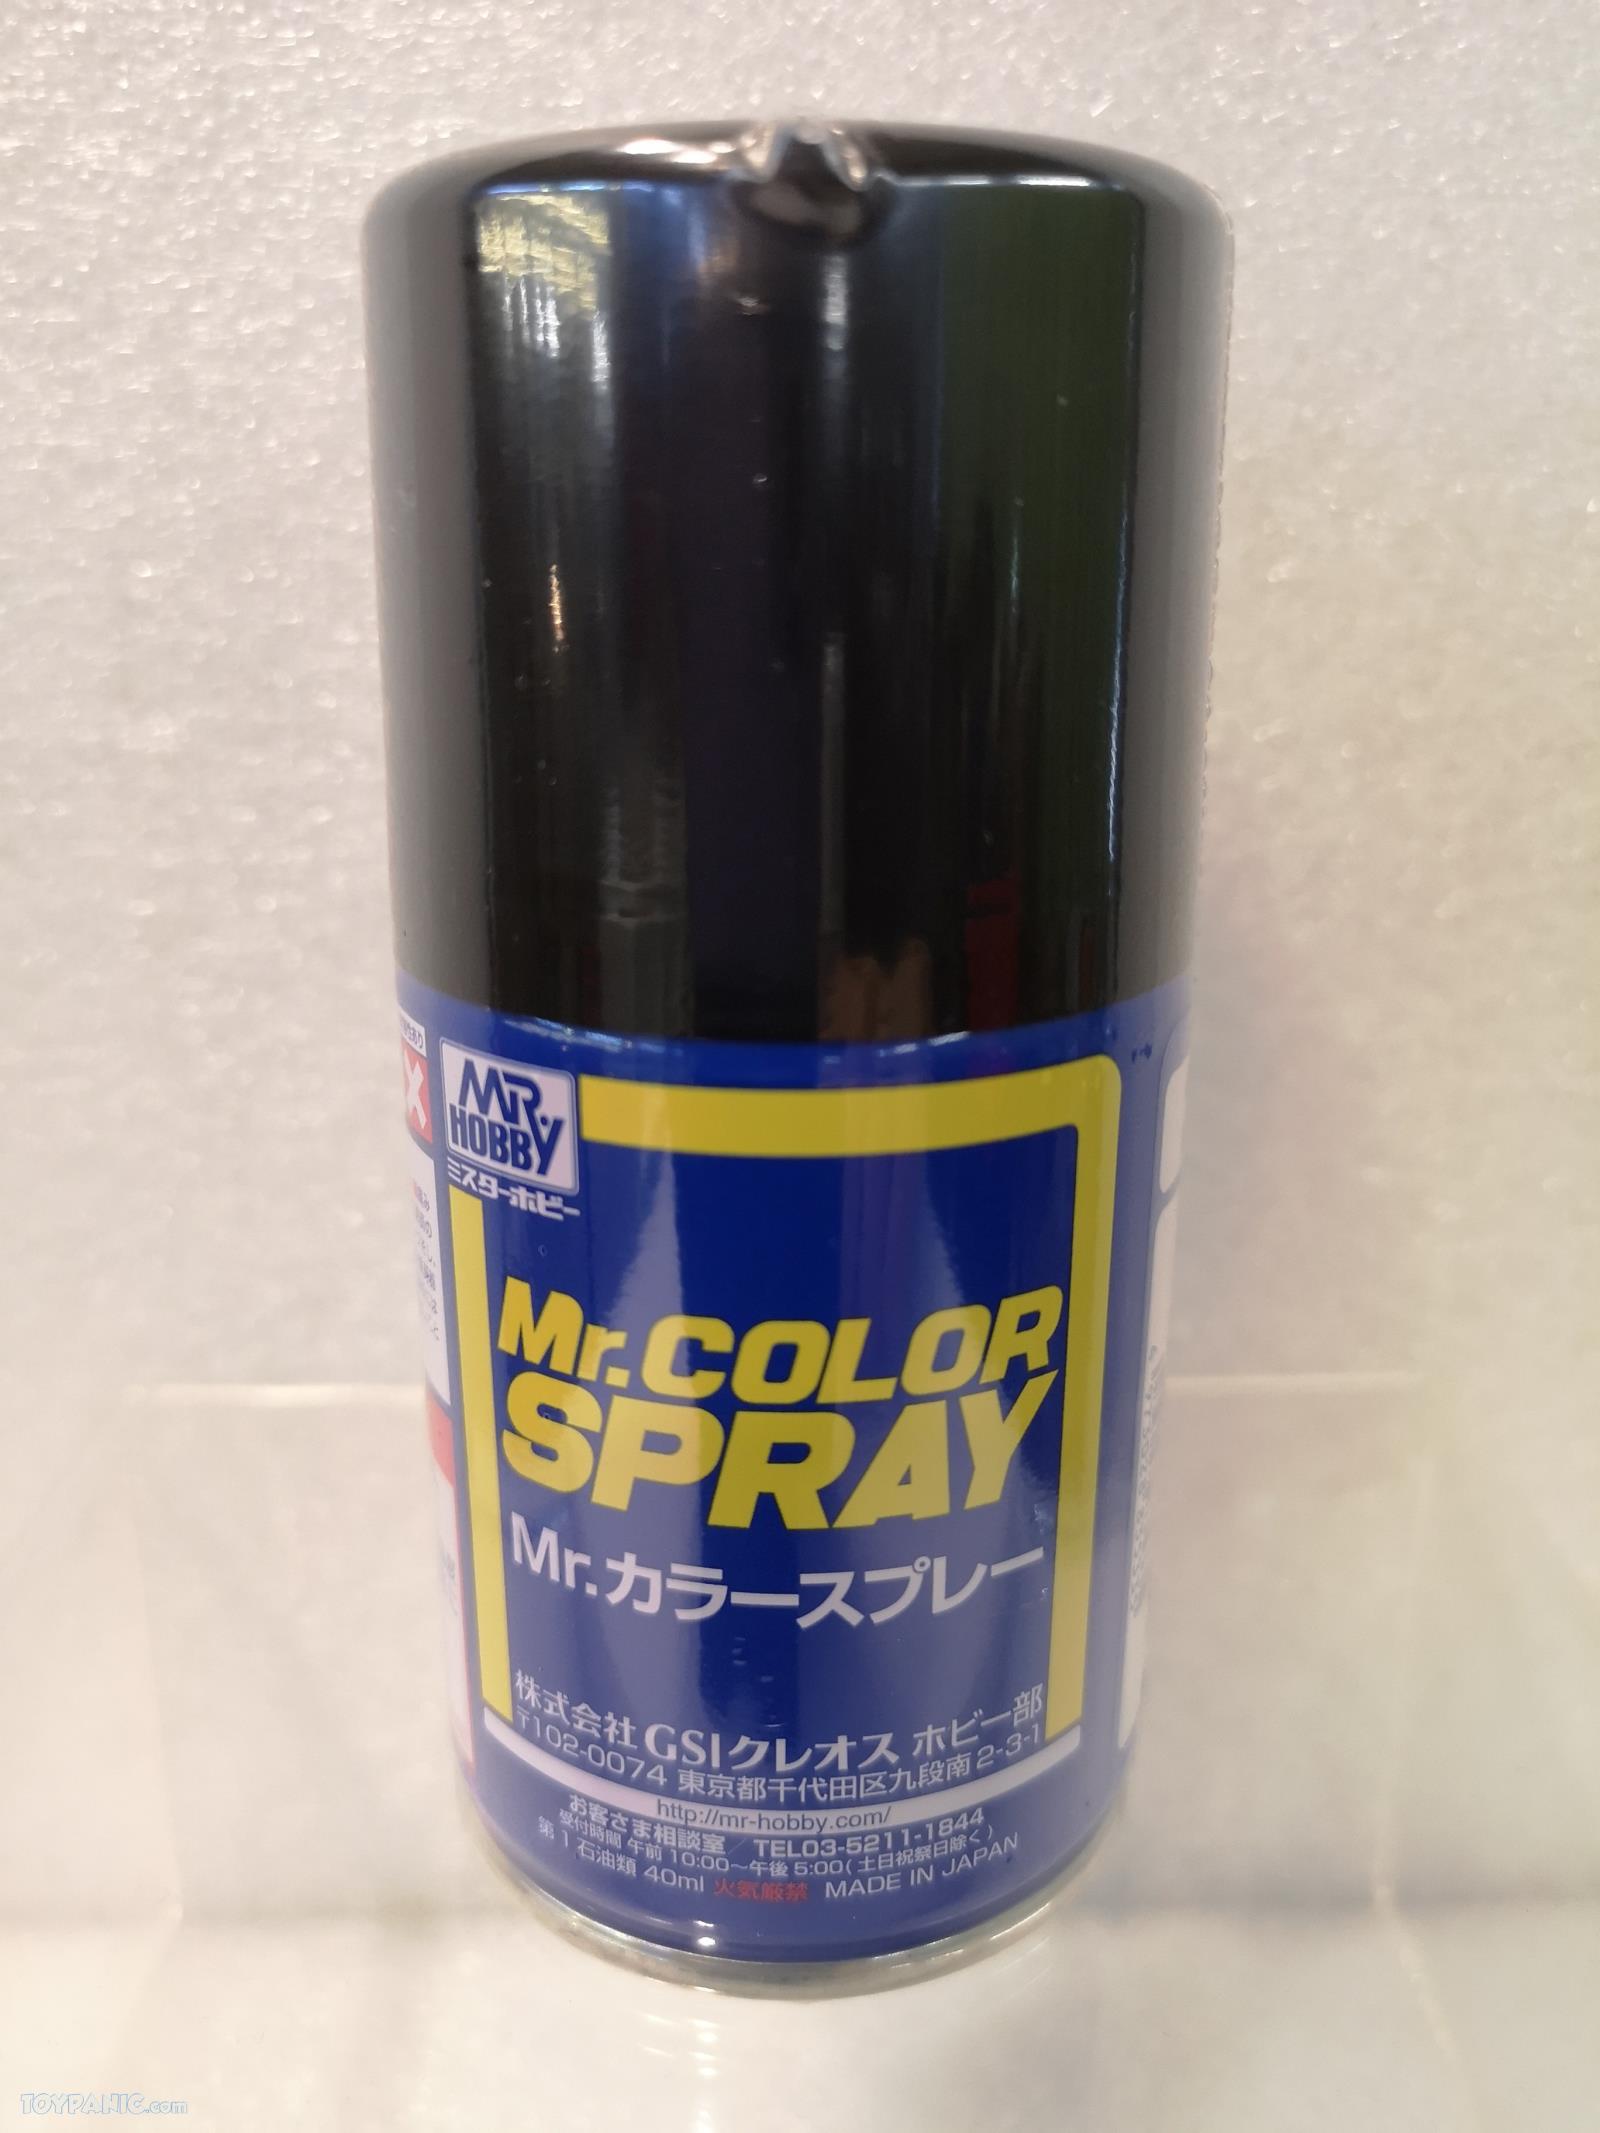 MR.
HOBBY
ミスターホビー
Mr.COLOR
SPRAY
Mr.カラースプレー
株式会社 GSIクレオス ホビー部
〒102-0074 東京都千代田区九段南2-3-1
http://mr-hobby.com/
お客さま相談室/TEL03-5211-1844
受付時間 午前10:00～午後5:00(土日祝祭日除く)
第1石油類 40ml 火気厳禁 MADE IN JAPAN
TOYPANIC.com